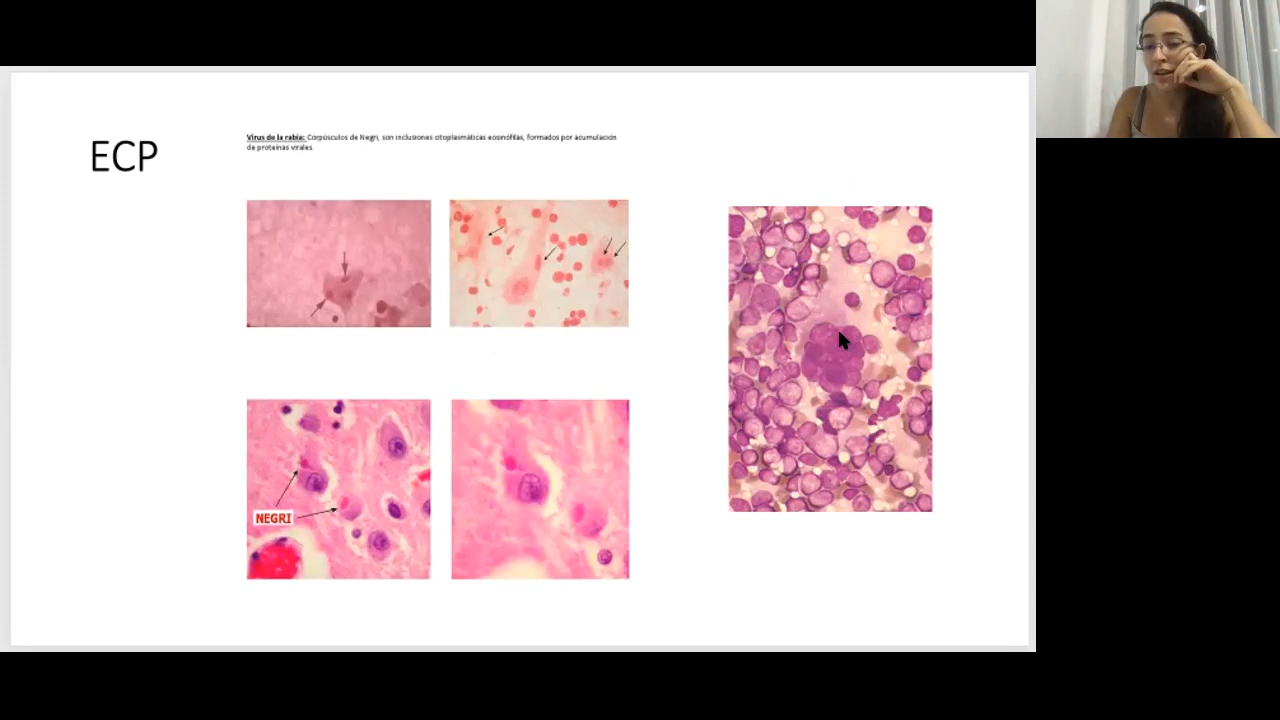 ECP
Virus de la rabia: Corpúsculos de Negri, son inclusiones citoplasmáticas eosinófilas, formados por acumulación
de proteínas virales.
NEGRI